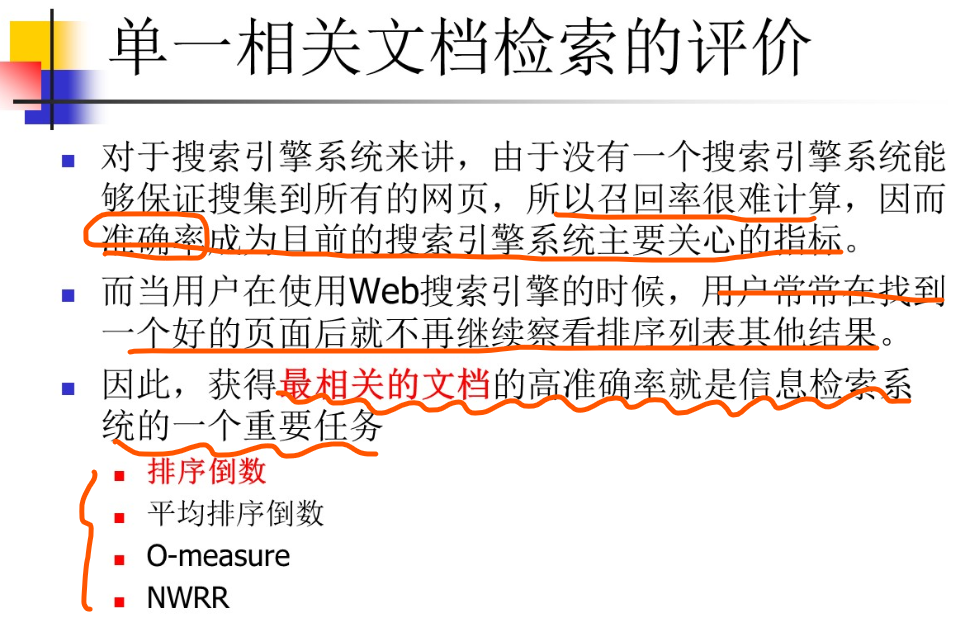 单一相关文档检索的评价
对于搜索引擎系统来讲，由于没有一个搜索引擎系统能
够保证搜集到所有的网页，所以召回率很难计算，因而
准确率成为目前的搜索引擎系统主要关心的指标。
而当用户在使用Web搜索引擎的时候，用户常常在找到
一个好的页面后就不再继续察看排序列表其他结果。
因此，获得最相关的文档的高准确率就是信息检索系
统的一个重要任务
排序倒数
平均排序倒数
O-measure
NWRR